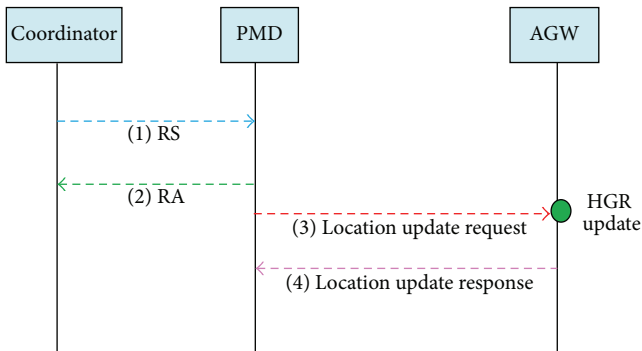 Coordinator
PMD
AGW
(1) RS
(2) RA
(3) Location update request
HGR
update
(4) Location update response